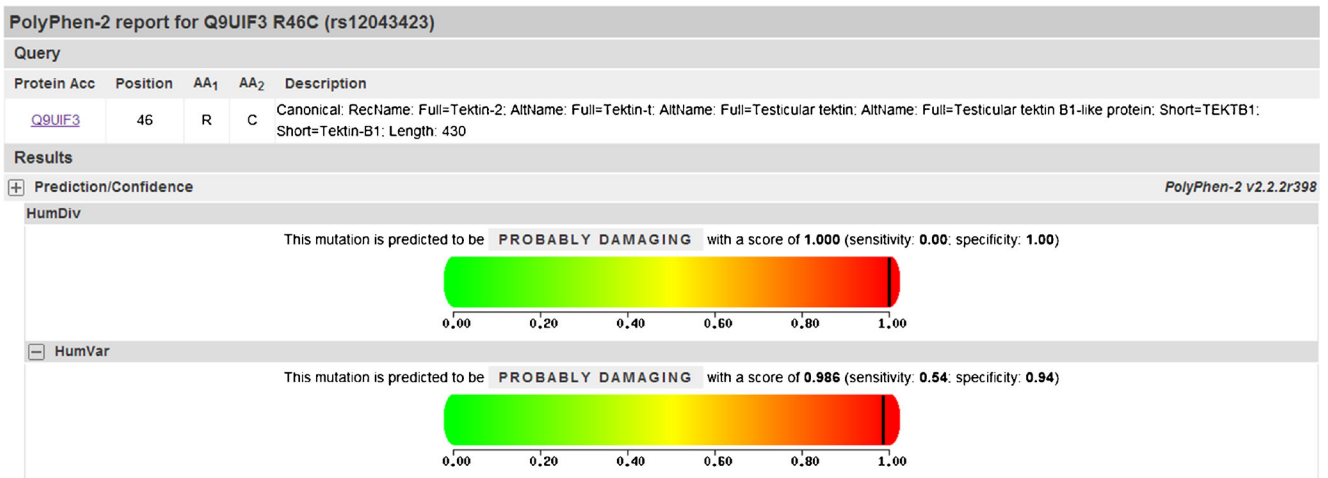 PolyPhen-2 report for Q9UIF3 R46C (rs12043423)
Query
Protein Acc Position AA1 AA2 Description
Q9UIF3 46 R C Canonical; RecName: Full=Tektin-2; AltName: Full=Tektin-t; AltName: Full=Testicular tektin; AltName: Full=Testicular tektin B1-like protein; Short=TEKTB1;
Short=Tektin-B1; Length: 430
Results
Prediction/Confidence PolyPhen-2 v2.2.2r398
HumDiv
This mutation is predicted to be PROBABLY DAMAGING with a score of 1.000 (sensitivity: 0.00; specificity: 1.00)
0.00 0.20 0.40 0.60 0.80 1.00
HumVar
This mutation is predicted to be PROBABLY DAMAGING with a score of 0.986 (sensitivity: 0.54; specificity: 0.94)
0.00 0.20 0.40 0.60 0.80 1.00